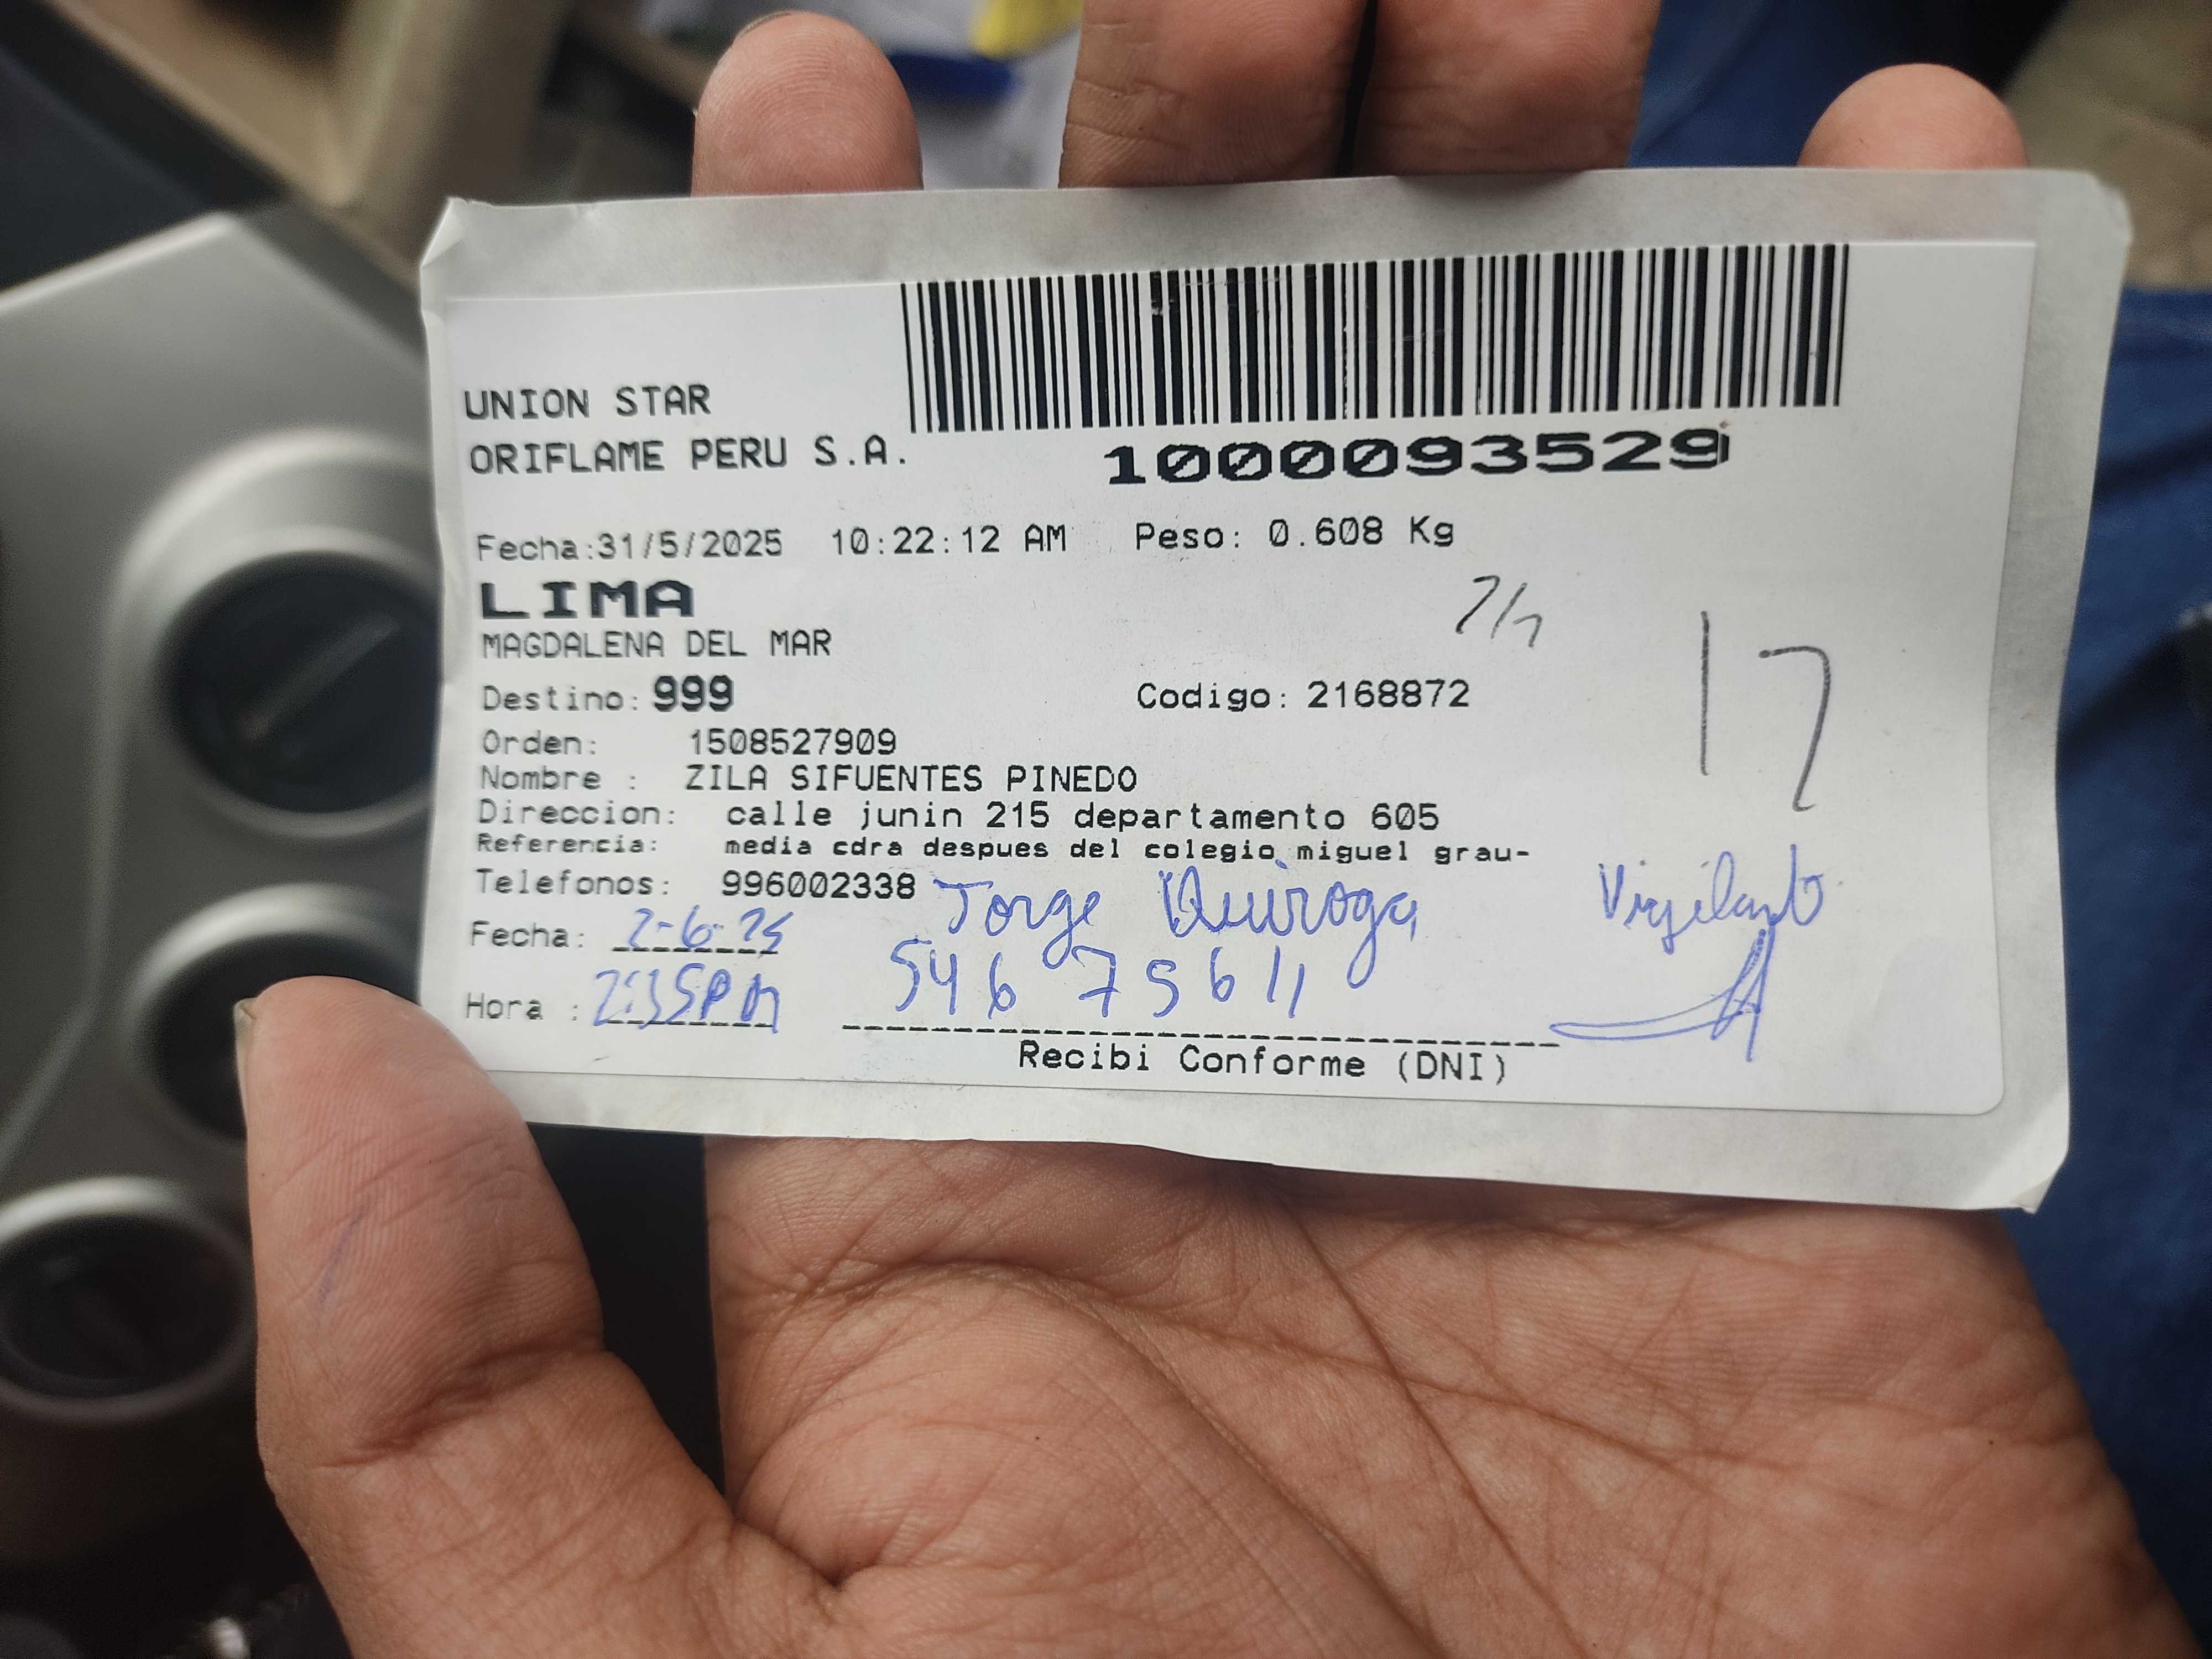 UNION STAR
ORIFLAME PERU S.A.
1000093529
Fecha:31/5/2025 10:22:12 AM Peso: 0.608 Kg
LIMA
MAGDALENA DEL MAR
Destino: 999 Codigo: 2168872
17
Orden: 1508527909
Nombre : ZILA SIFUENTES PINEDO
Direccion: calle junin 215 departamento 605
Referencia: media cdra despues del colegio miguel grau-
Telefonos: 996002338 Jorge Quiroga Vigilante
Fecha: 2-6-25
Hora : 2:35PM 54675611
Recibi Conforme (DNI)